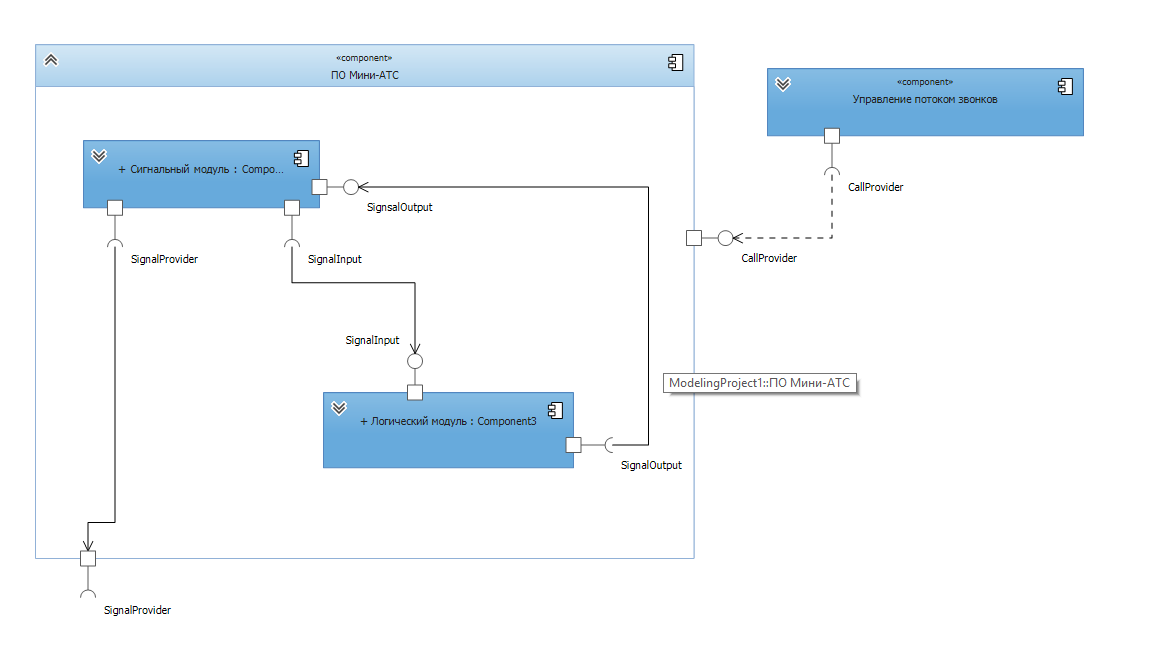 «component»
ПО Мини-АТС
«component»
Управление потоком звонков
+ Сигнальный модуль : Compo...
CallProvider
SignsalOutput
SignalProvider
SignalInput
CallProvider
SignalInput
ModelingProject1::ПО Мини-АТС
+ Логический модуль : Component3
SignalOutput
SignalProvider